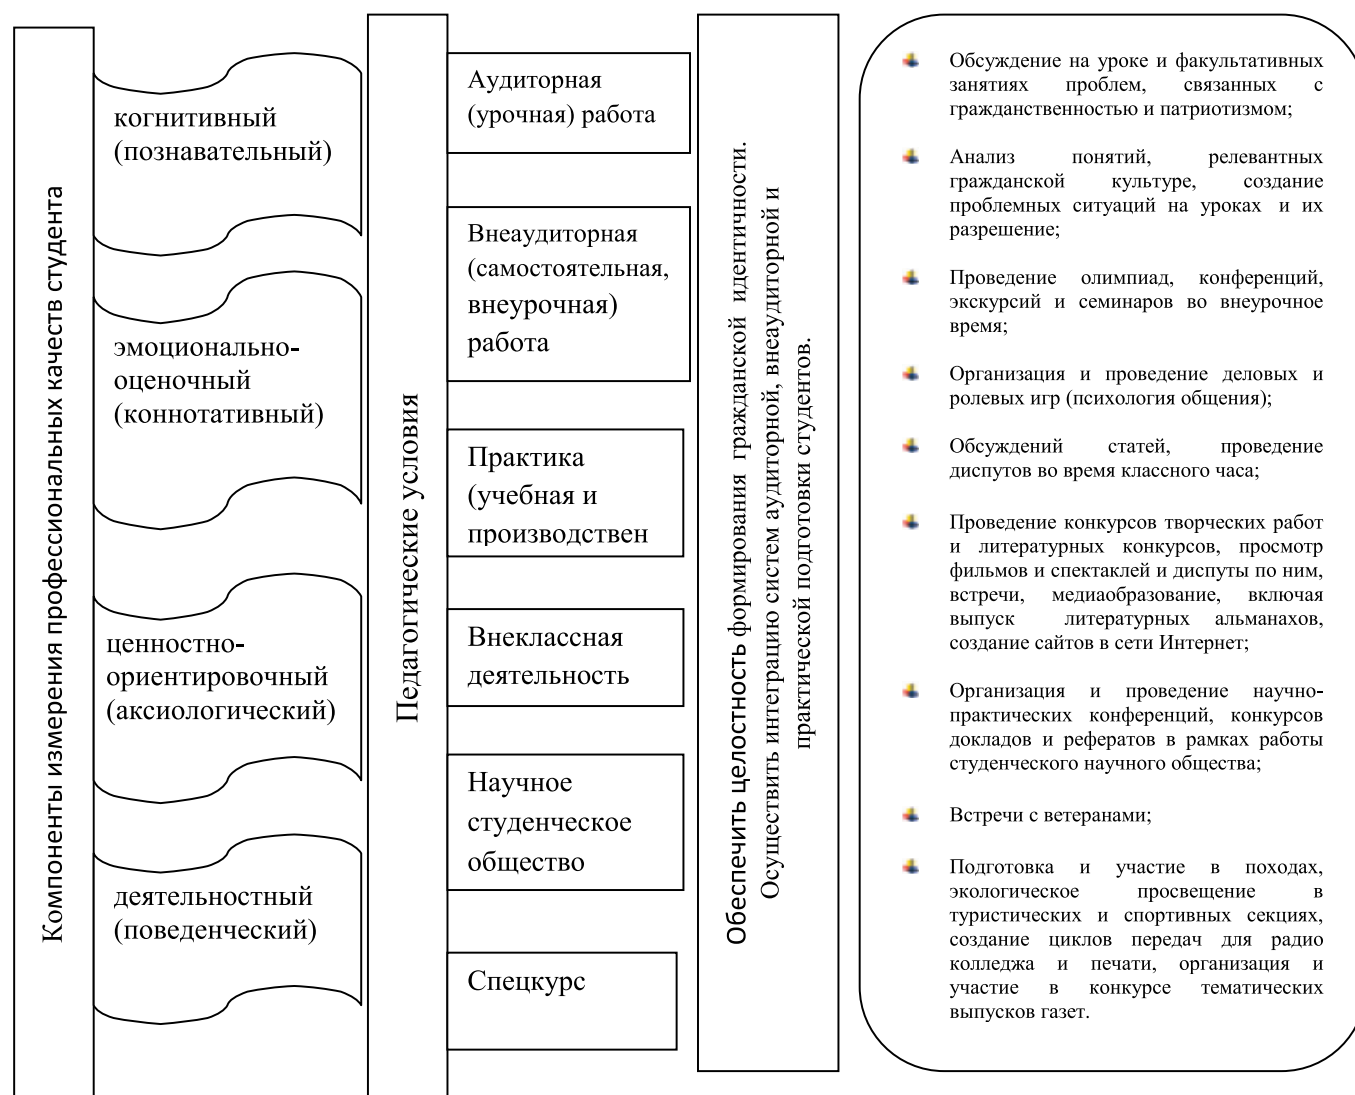 Компоненты измерения профессиональных качеств студента
когнитивный
(познавательный)
эмоционально-
оценочный
(коннотативный)
ценностно-
ориентировочный
(аксиологический)
деятельностный
(поведенческий)
Педагогические условия
Аудиторная
(урочная) работа
Внеаудиторная
(самостоятельная,
внеурочная)
работа
Практика
(учебная и
производствен
Внеклассная
деятельность
Научное
студенческое
общество
Спецкурс
Обеспечить целостность формирования гражданской идентичности.
Осуществить интеграцию систем аудиторной, внеаудиторной и
практической подготовки студентов.
Обсуждение на уроке и факультативных
занятиях проблем, связанных с
гражданственностью и патриотизмом;
Анализ понятий, релевантных
гражданской культуре, создание
проблемных ситуаций на уроках и их
разрешение;
Проведение олимпиад, конференций,
экскурсий и семинаров во внеурочное
время;
Организация и проведение деловых и
ролевых игр (психология общения);
Обсуждений статей, проведение
диспутов во время классного часа;
Проведение конкурсов творческих работ
и литературных конкурсов, просмотр
фильмов и спектаклей и диспуты по ним,
встречи, медиаобразование, включая
выпуск литературных альманахов,
создание сайтов в сети Интернет;
Организация и проведение научно-
практических конференций, конкурсов
докладов и рефератов в рамках работы
студенческого научного общества;
Встречи с ветеранами;
Подготовка и участие в походах,
экологическое просвещение в
туристических и спортивных секциях,
создание циклов передач для радио
колледжа и печати, организация и
участие в конкурсе тематических
выпусков газет.